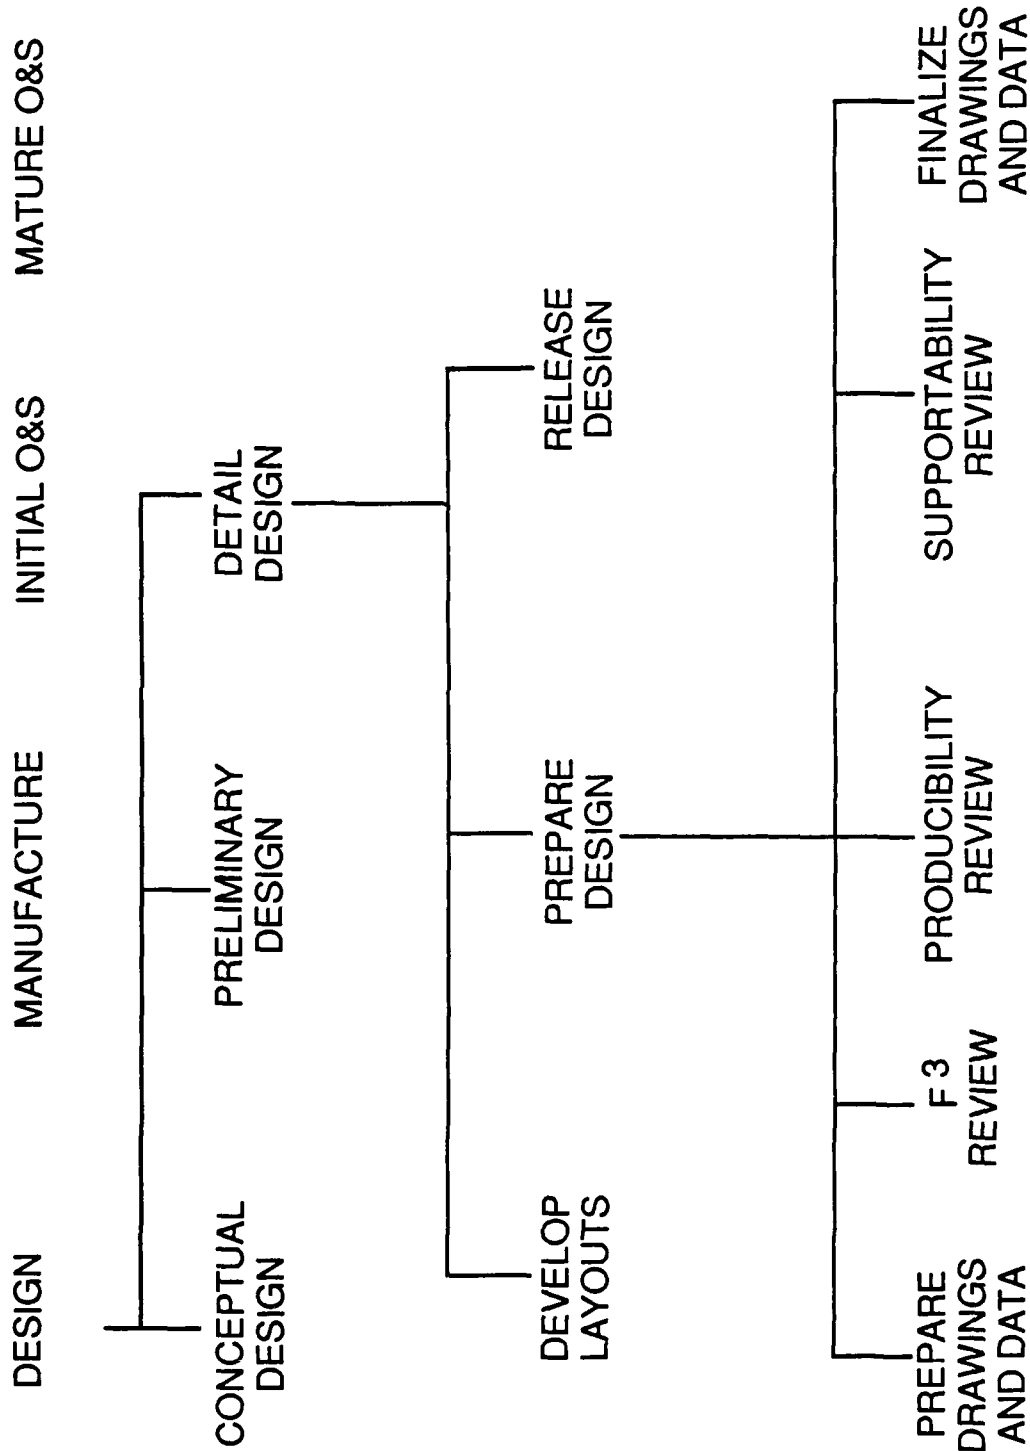 DESIGN
MANUFACTURE
INITIAL O&S
MATURE O&S
CONCEPTUAL
DESIGN
PRELIMINARY
DESIGN
DETAIL
DESIGN
DEVELOP
LAYOUTS
PREPARE
DESIGN
RELEASE
DESIGN
PREPARE
DRAWINGS
AND DATA
F³
REVIEW
PRODUCIBILITY
REVIEW
SUPPORTABILITY
REVIEW
FINALIZE
DRAWINGS
AND DATA